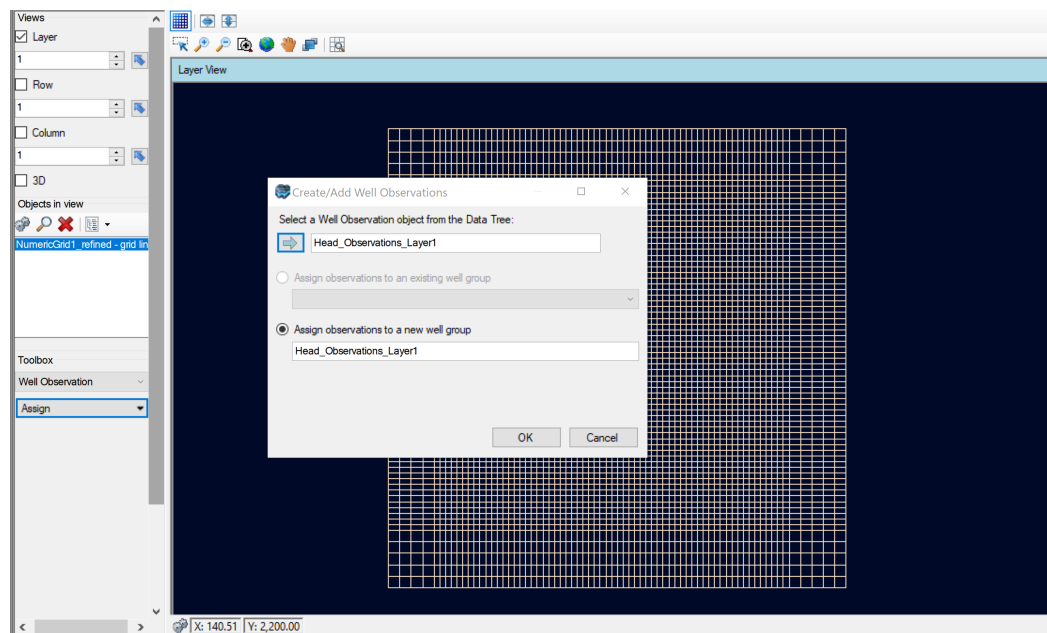 Views
Layer
1
Row
1
Column
1
3D
Objects in view
NumericGrid1_refined - grid lin
Toolbox
Well Observation
Assign
Layer View
Create/Add Well Observations
Select a Well Observation object from the Data Tree:
Head_Observations_Layer1
Assign observations to an existing well group
Assign observations to a new well group
Head_Observations_Layer1
OK Cancel
X: 140.51 Y: 2,200.00